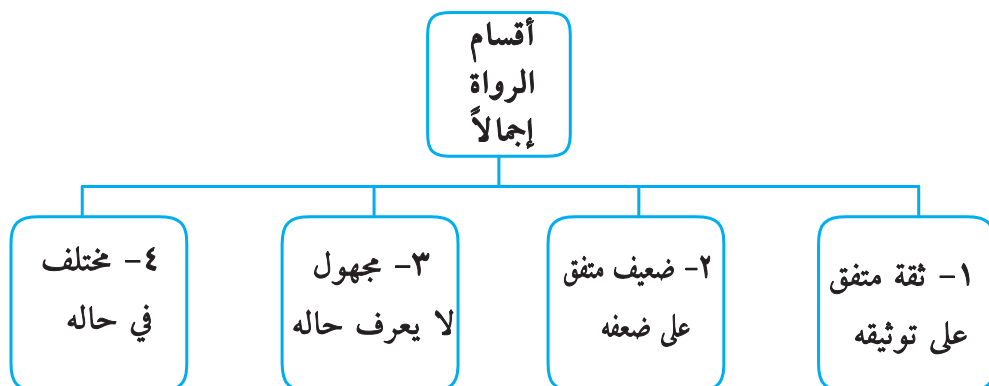 أقسام
الرواة
إجمالاً
١- ثقة متفق
على توثيقه
٢- ضعيف متفق
على ضعفه
٣- مجهول
لا يعرف حاله
٤- مختلف
في حاله